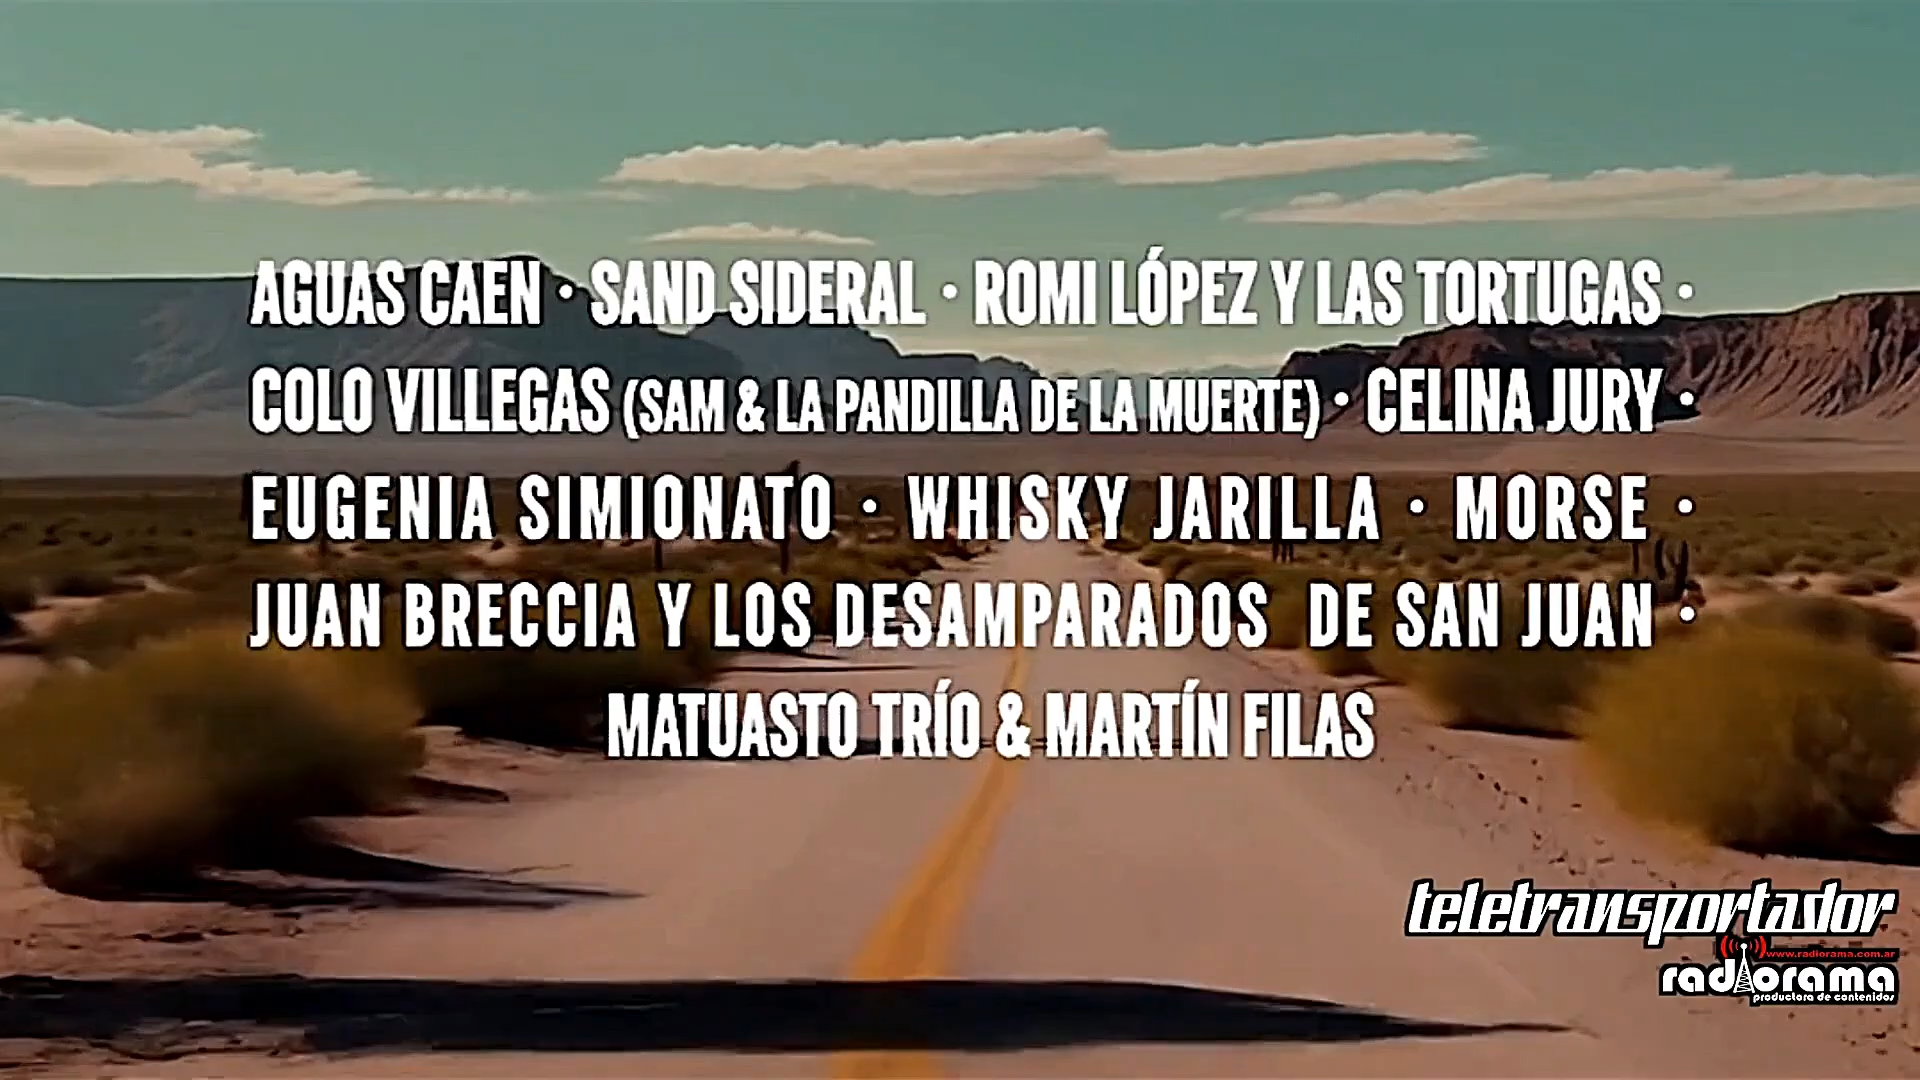 AGUAS CAEN • SAND SIDERAL • ROMI LÓPEZ Y LAS TORTUGAS •
COLO VILLEGAS (SAM & LA PANDILLA DE LA MUERTE) • CELINA JURY •
EUGENIA SIMIONATO • WHISKY JARILLA • MORSE •
JUAN BRECCIA Y LOS DESAMPARADOS DE SAN JUAN •
MATUASTO TRÍO & MARTÍN FILAS
teletransportador
www.radiorama.com.ar
radiorama
productora de contenidos